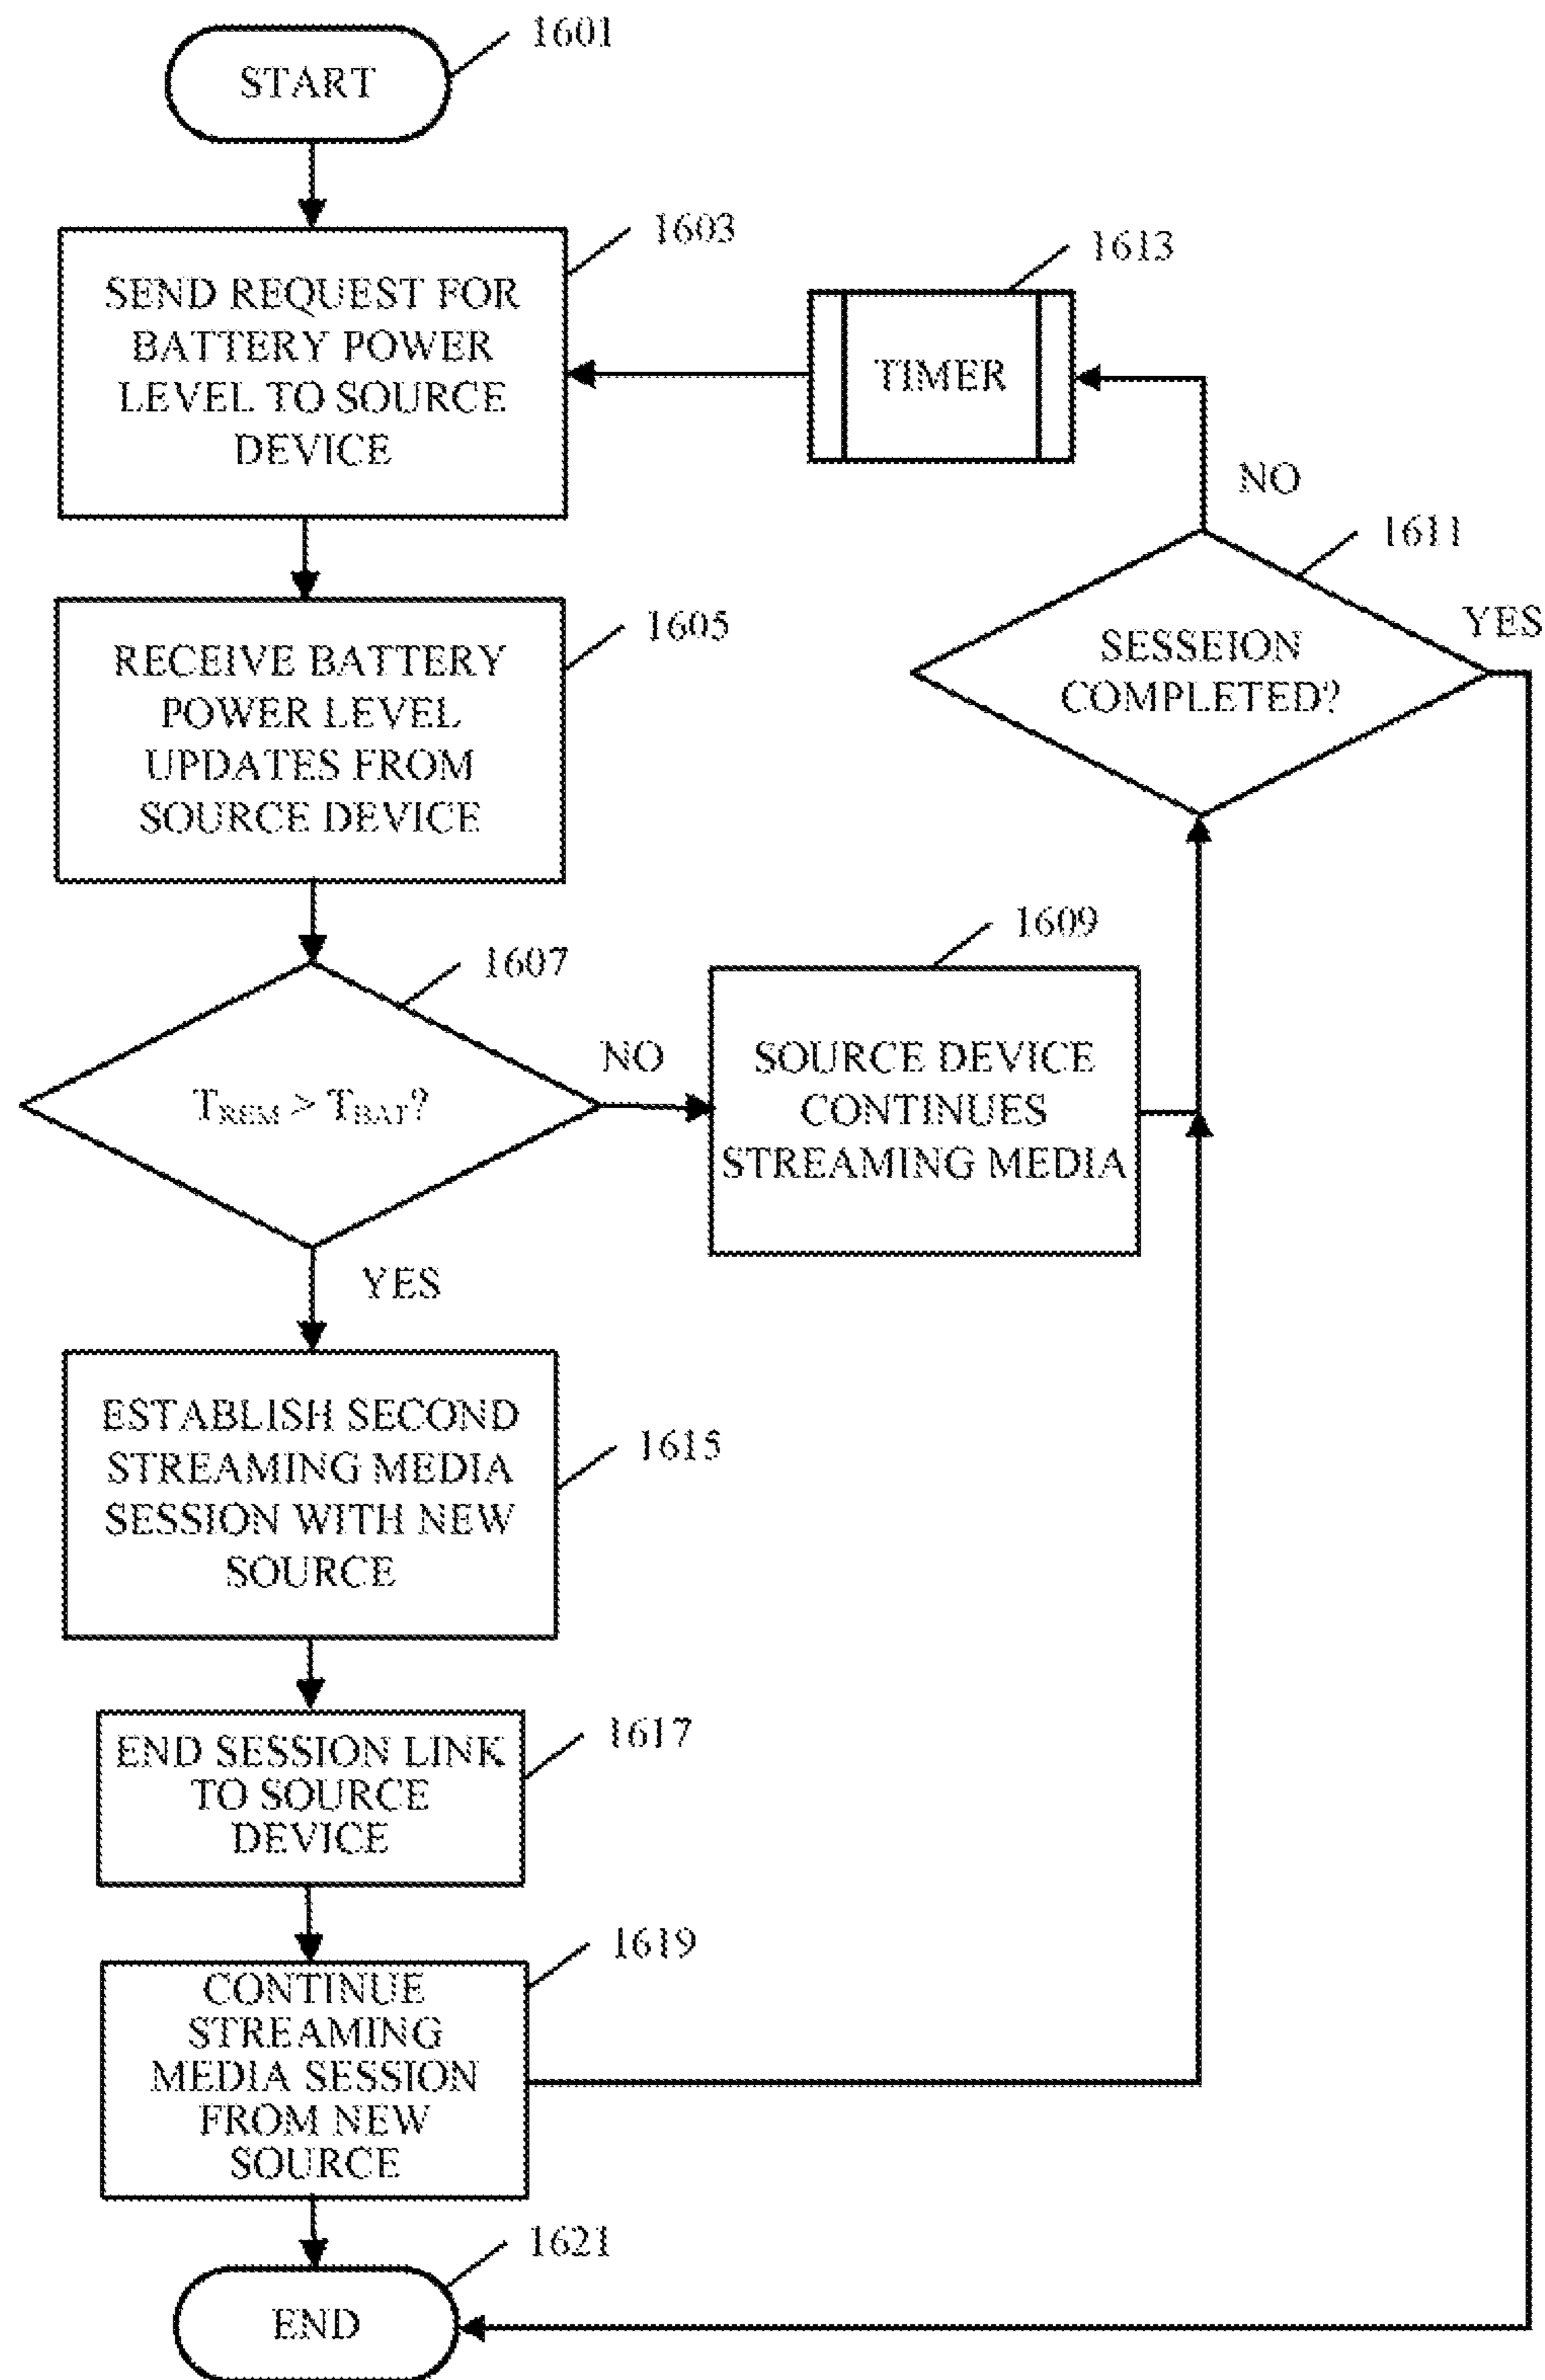 1601
START
1603
SEND REQUEST FOR
BATTERY POWER
LEVEL TO SOURCE
DEVICE
1613
TIMER
NO
1611
SESSEION
COMPLETED?
YES
1605
RECEIVE BATTERY
POWER LEVEL
UPDATES FROM
SOURCE DEVICE
1607
T_REM > T_BAT?
NO
1609
SOURCE DEVICE
CONTINUES
STREAMING MEDIA
YES
1615
ESTABLISH SECOND
STREAMING MEDIA
SESSION WITH NEW
SOURCE
1617
END SESSION LINK
TO SOURCE
DEVICE
1619
CONTINUE
STREAMING
MEDIA SESSION
FROM NEW
SOURCE
1621
END